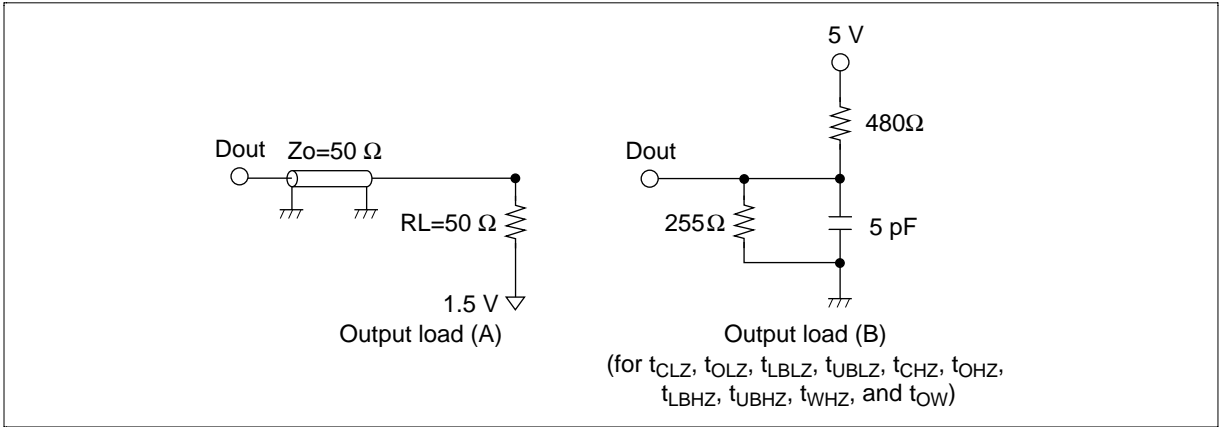 Dout
Zo=50 Ω
RL=50 Ω
1.5 V
Output load (A)
5 V
480Ω
Dout
255Ω
5 pF
Output load (B)
(for tCLZ, tOLZ, tLBLZ, tUBLZ, tCHZ, tOHZ,
tLBHZ, tUBHZ, tWHZ, and tOW)